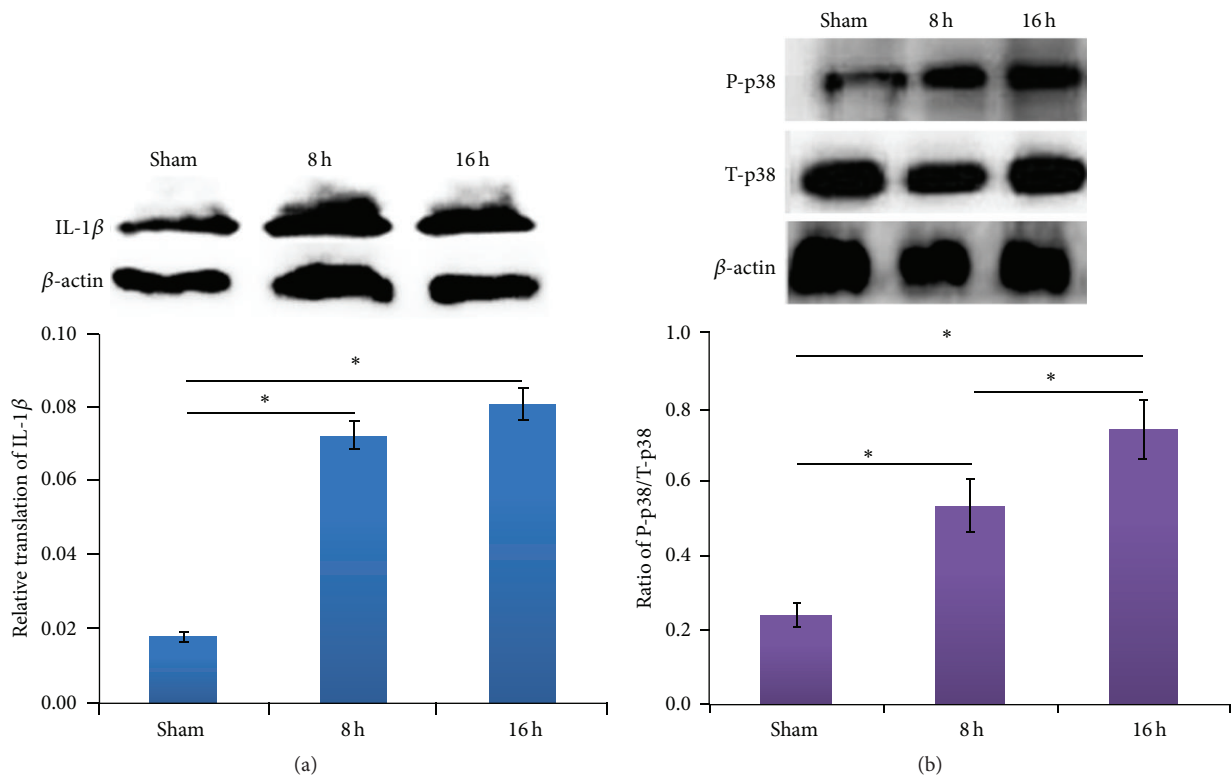 Sham 8 h 16 h
IL-1β
β-actin
0.10
0.08
0.06
0.04
0.02
0.00
Relative translation of IL-1β
*
*
Sham 8 h 16 h
(a)
Sham 8 h 16 h
P-p38
T-p38
β-actin
1.0
0.8
0.6
0.4
0.2
0.0
Ratio of P-p38/T-p38
*
*
*
Sham 8 h 16 h
(b)